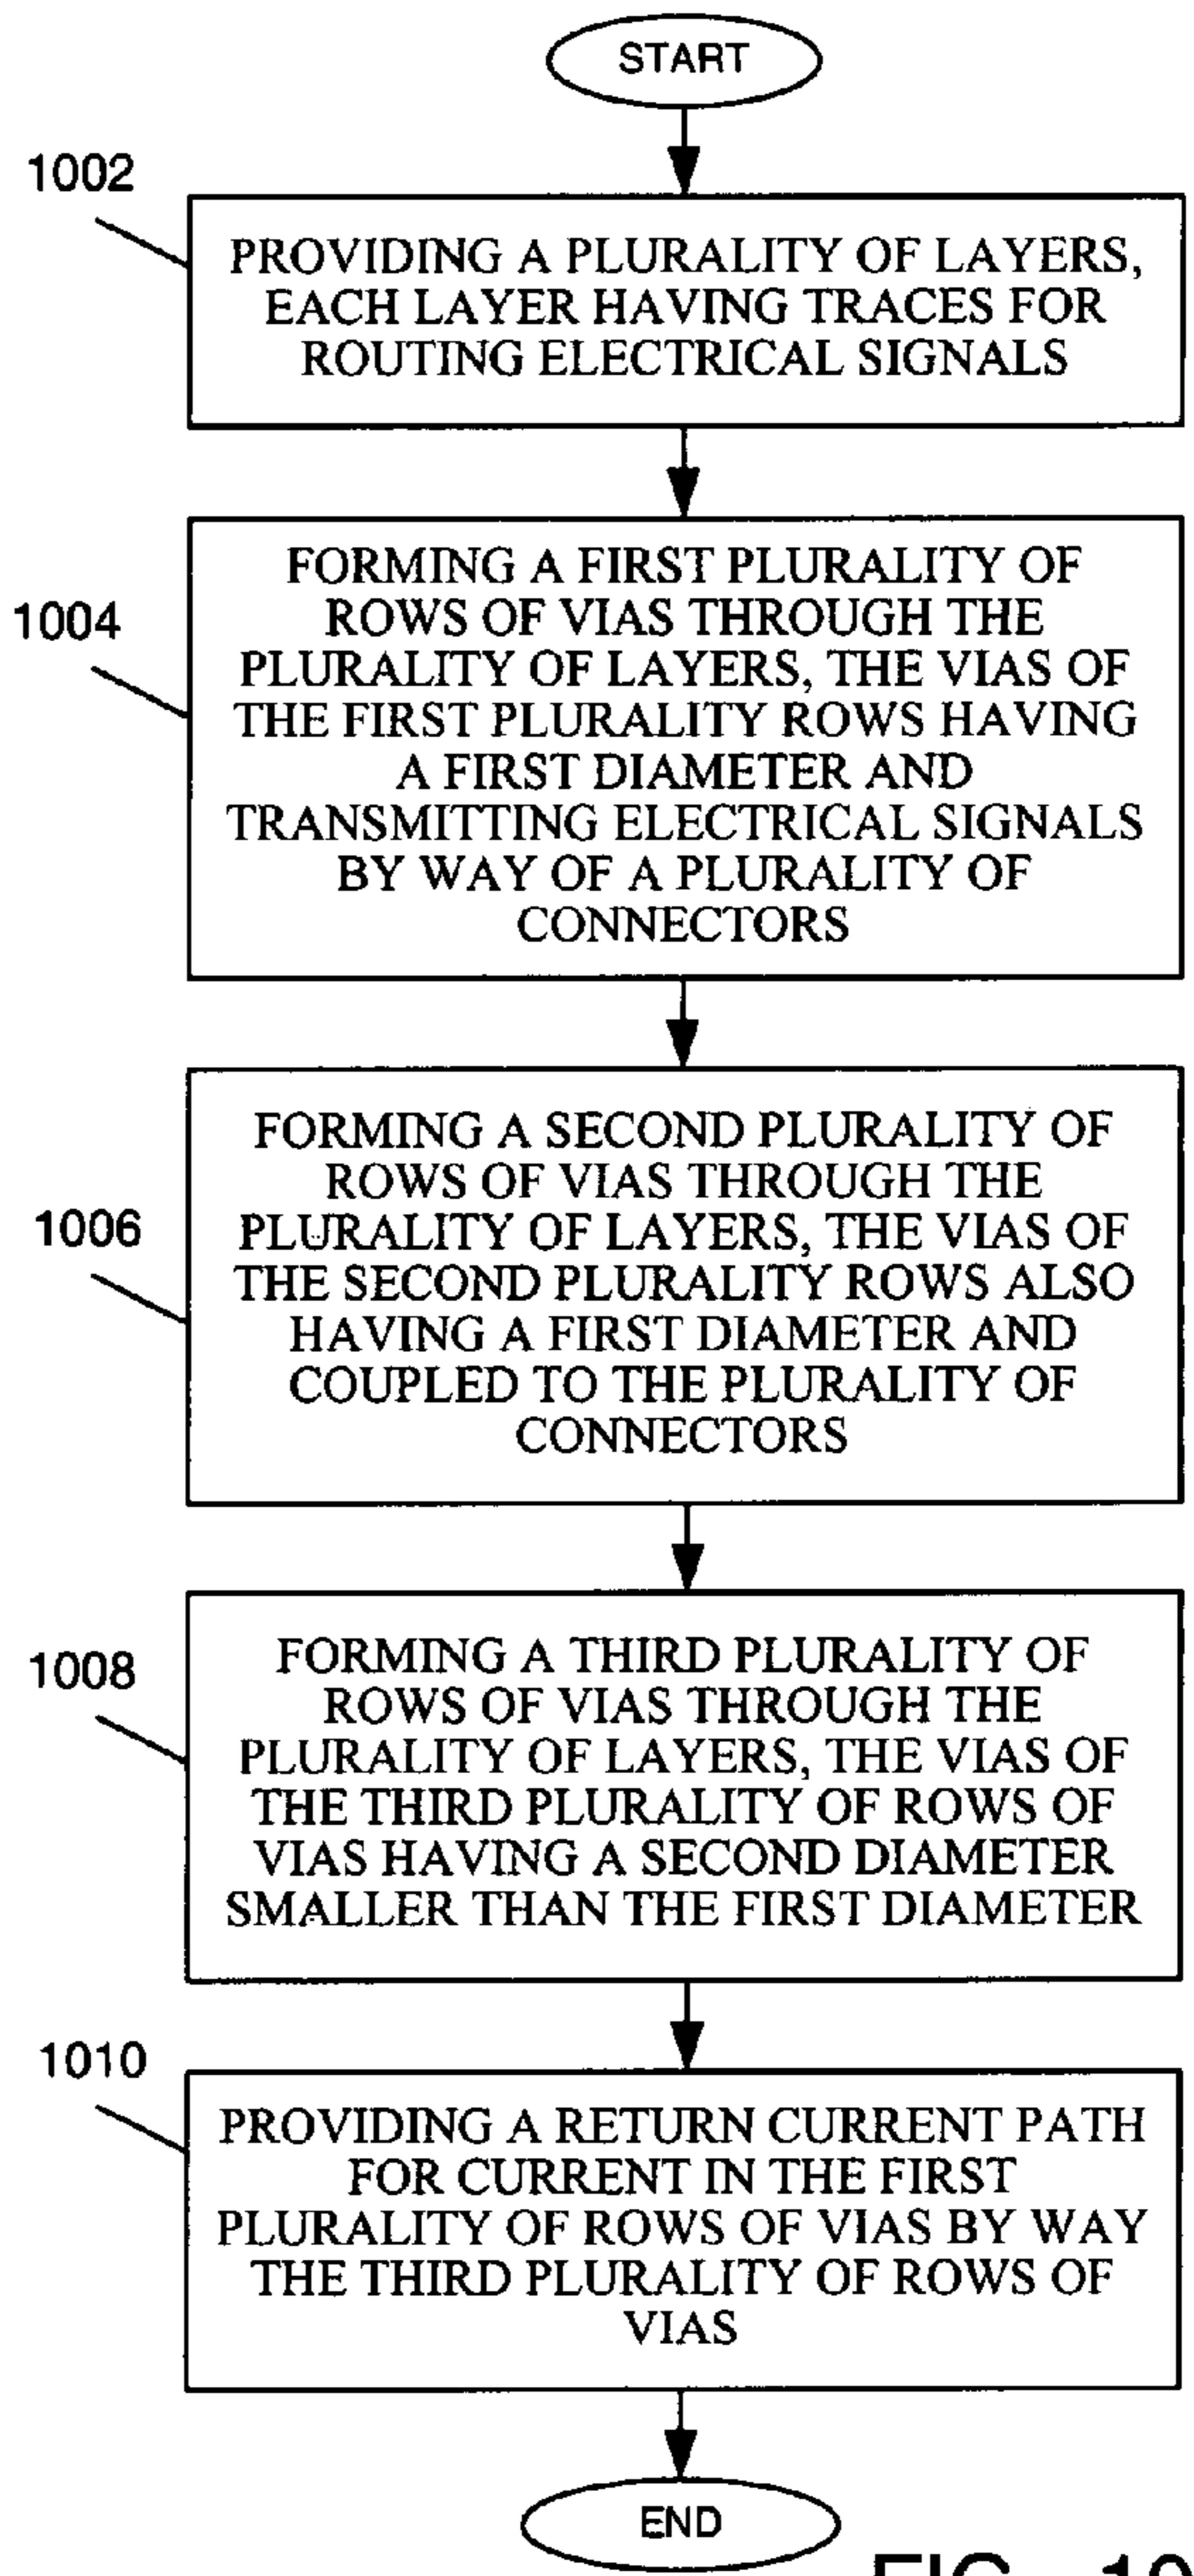 START
1002
PROVIDING A PLURALITY OF LAYERS,
EACH LAYER HAVING TRACES FOR
ROUTING ELECTRICAL SIGNALS
1004
FORMING A FIRST PLURALITY OF
ROWS OF VIAS THROUGH THE
PLURALITY OF LAYERS, THE VIAS OF
THE FIRST PLURALITY ROWS HAVING
A FIRST DIAMETER AND
TRANSMITTING ELECTRICAL SIGNALS
BY WAY OF A PLURALITY OF
CONNECTORS
1006
FORMING A SECOND PLURALITY OF
ROWS OF VIAS THROUGH THE
PLURALITY OF LAYERS, THE VIAS OF
THE SECOND PLURALITY ROWS ALSO
HAVING A FIRST DIAMETER AND
COUPLED TO THE PLURALITY OF
CONNECTORS
1008
FORMING A THIRD PLURALITY OF
ROWS OF VIAS THROUGH THE
PLURALITY OF LAYERS, THE VIAS OF
THE THIRD PLURALITY OF ROWS OF
VIAS HAVING A SECOND DIAMETER
SMALLER THAN THE FIRST DIAMETER
1010
PROVIDING A RETURN CURRENT PATH
FOR CURRENT IN THE FIRST
PLURALITY OF ROWS OF VIAS BY WAY
THE THIRD PLURALITY OF ROWS OF
VIAS
END
FIG. 10